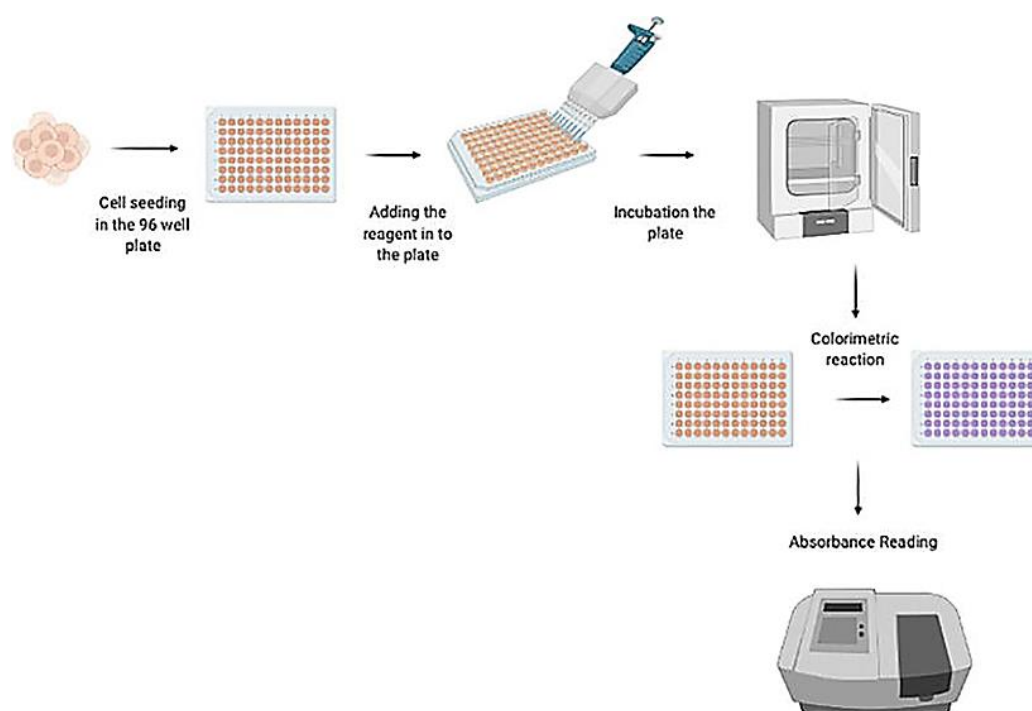 Cell seeding
in the 96 well
plate
Adding the
reagent in to
the plate
Incubation the
plate
Colorimetric
reaction
Absorbance Reading